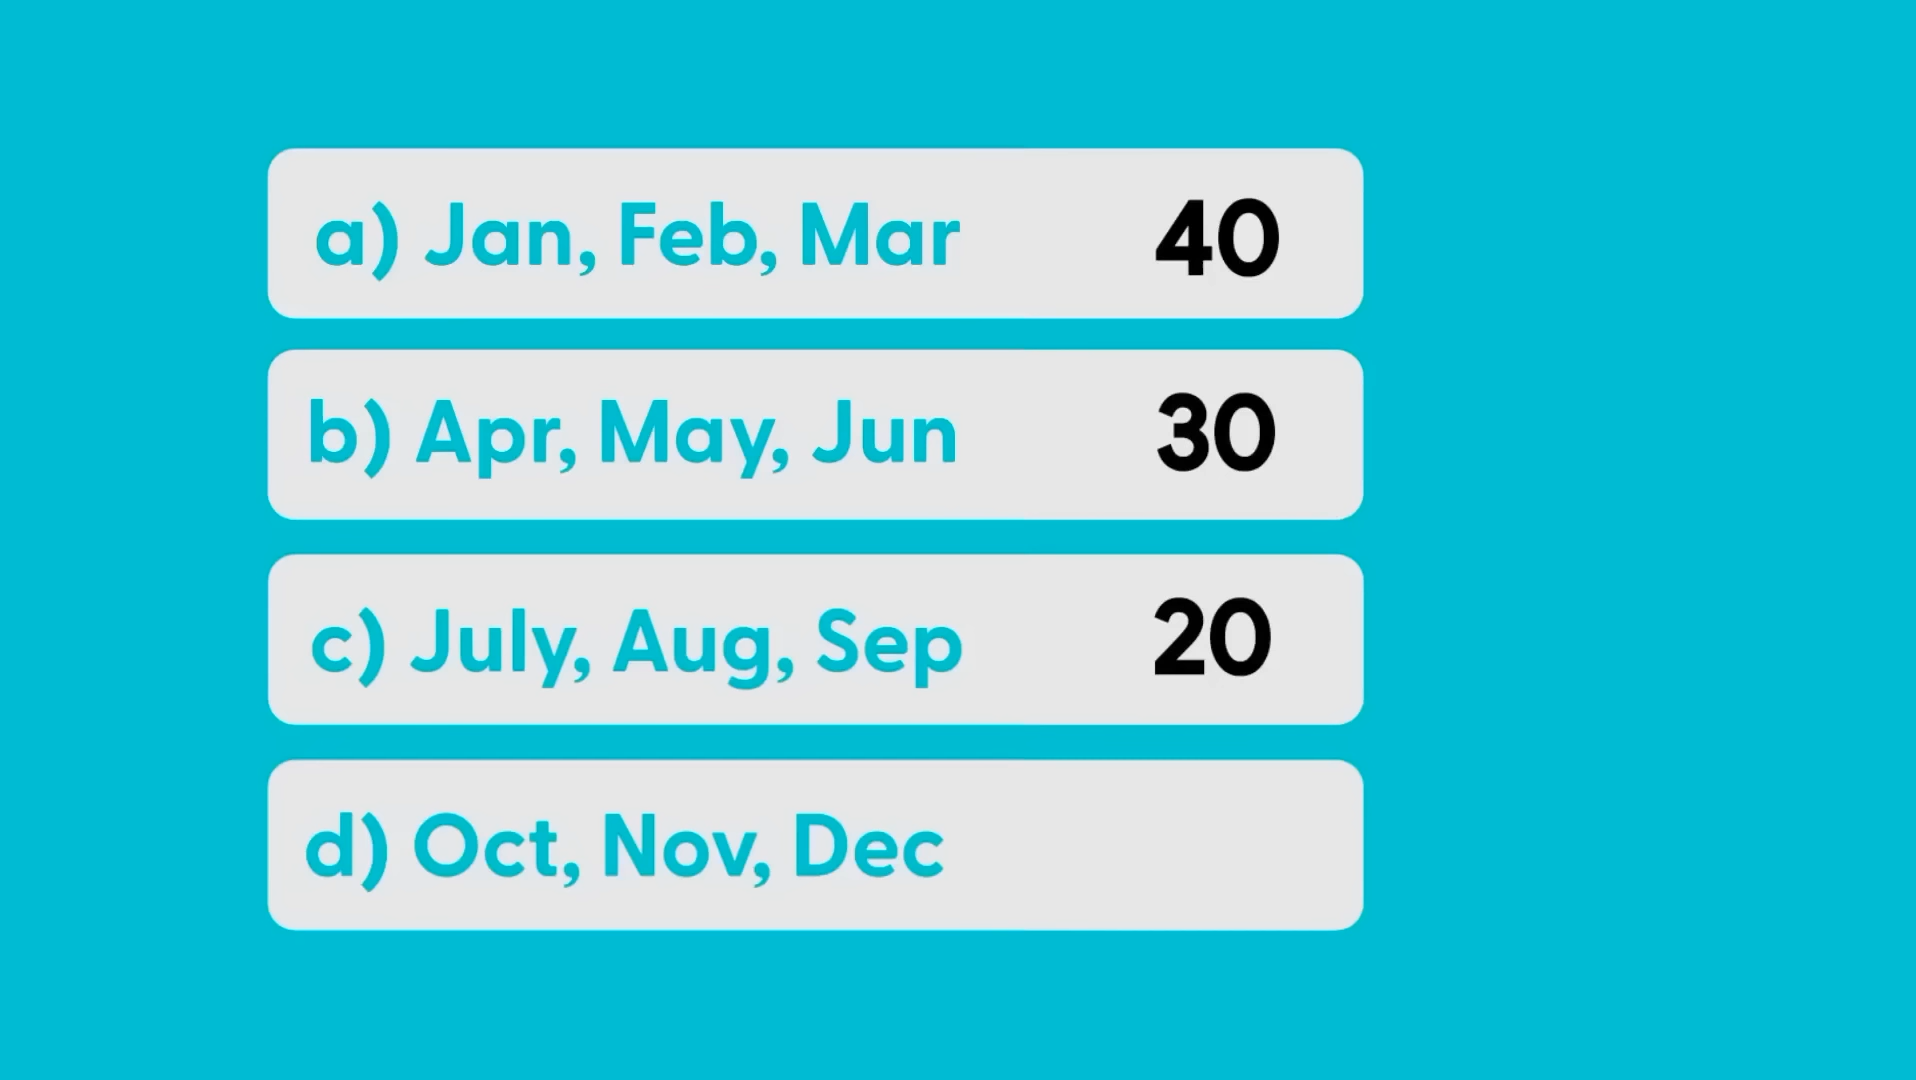 a) Jan, Feb, Mar 40
b) Apr, May, Jun 30
c) July, Aug, Sep 20
d) Oct, Nov, Dec